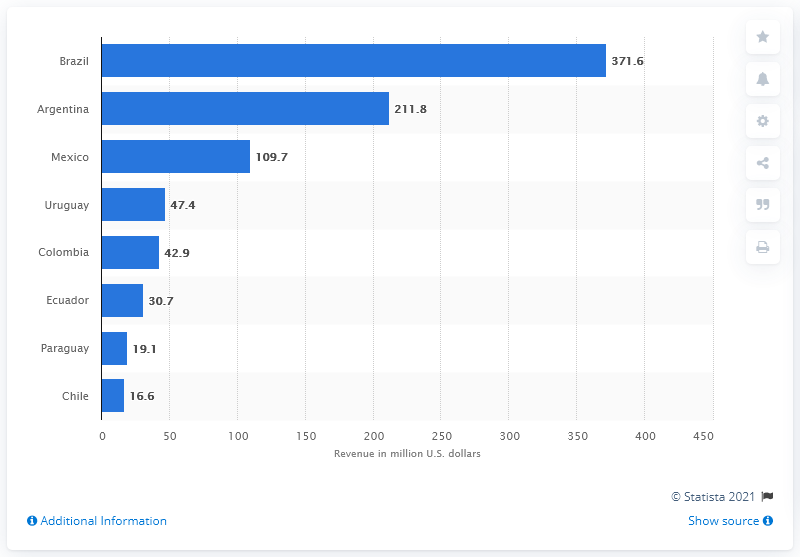 Brazil 371.6
Argentina 211.8
Mexico 109.7
Uruguay 47.4
Colombia 42.9
Ecuador 30.7
Paraguay 19.1
Chile 16.6
0 50 100 150 200 250 300 350 400 450
Revenue in million U.S. dollars
© Statista 2021
Additional Information Show source